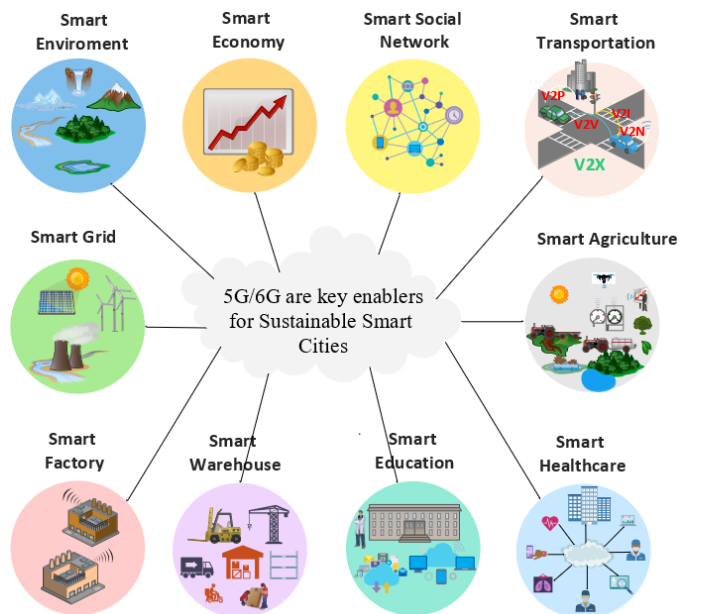 Smart
Enviroment
Smart
Economy
Smart Social
Network
Smart
Transportation
V2P
V2I
V2V
V2N
V2X
Smart Grid
5G/6G are key enablers
for Sustainable Smart
Cities
Smart Agriculture
Smart
Factory
Smart
Warehouse
Smart
Education
Smart
Healthcare